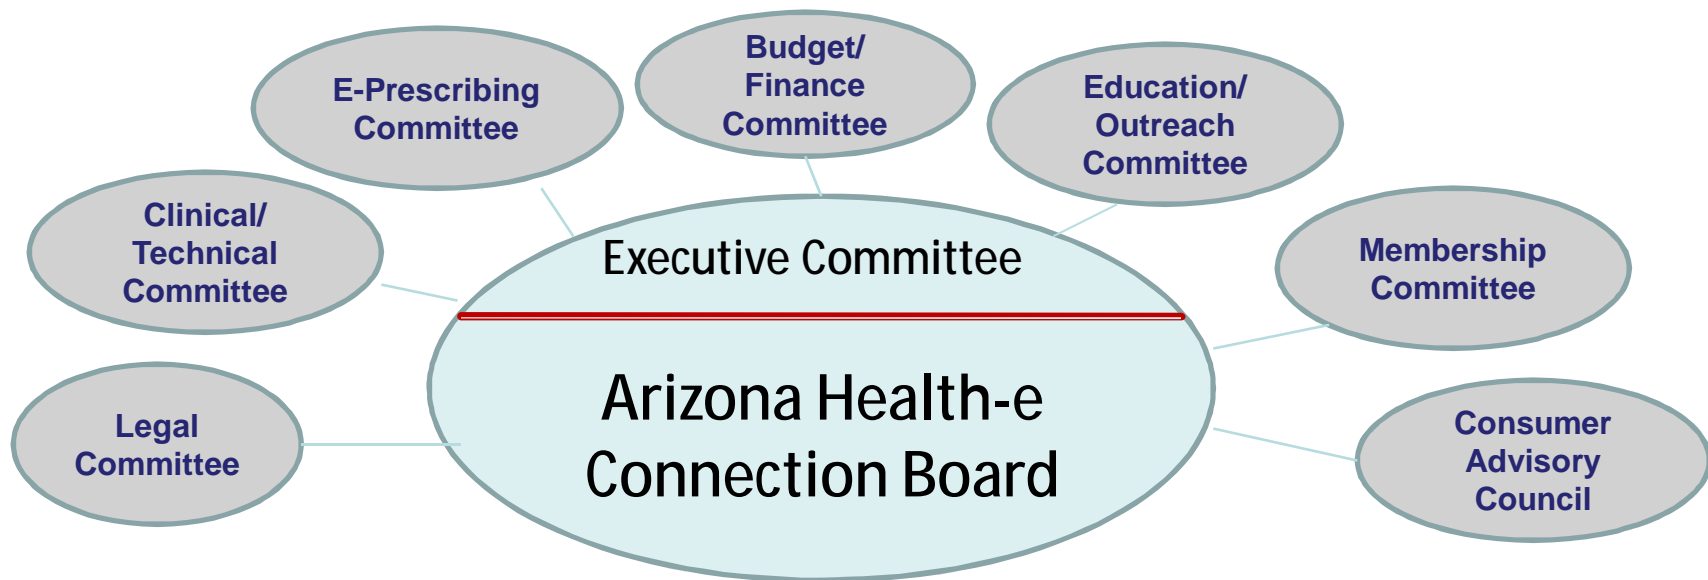 Budget/
Finance
Committee
E-Prescribing
Committee
Education/
Outreach
Committee
Clinical/
Technical
Committee
Membership
Committee
Executive Committee
Arizona Health-e
Connection Board
Legal
Committee
Consumer
Advisory
Council